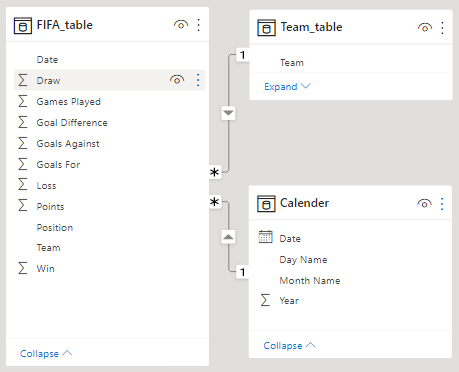 FIFA_table
Date
Draw
Games Played
Goal Difference
Goals Against
Goals For
Loss
Points
Position
Team
Win
Collapse
Team_table
1
Team
Expand
*
*
1
Calender
Date
Day Name
Month Name
Year
Collapse